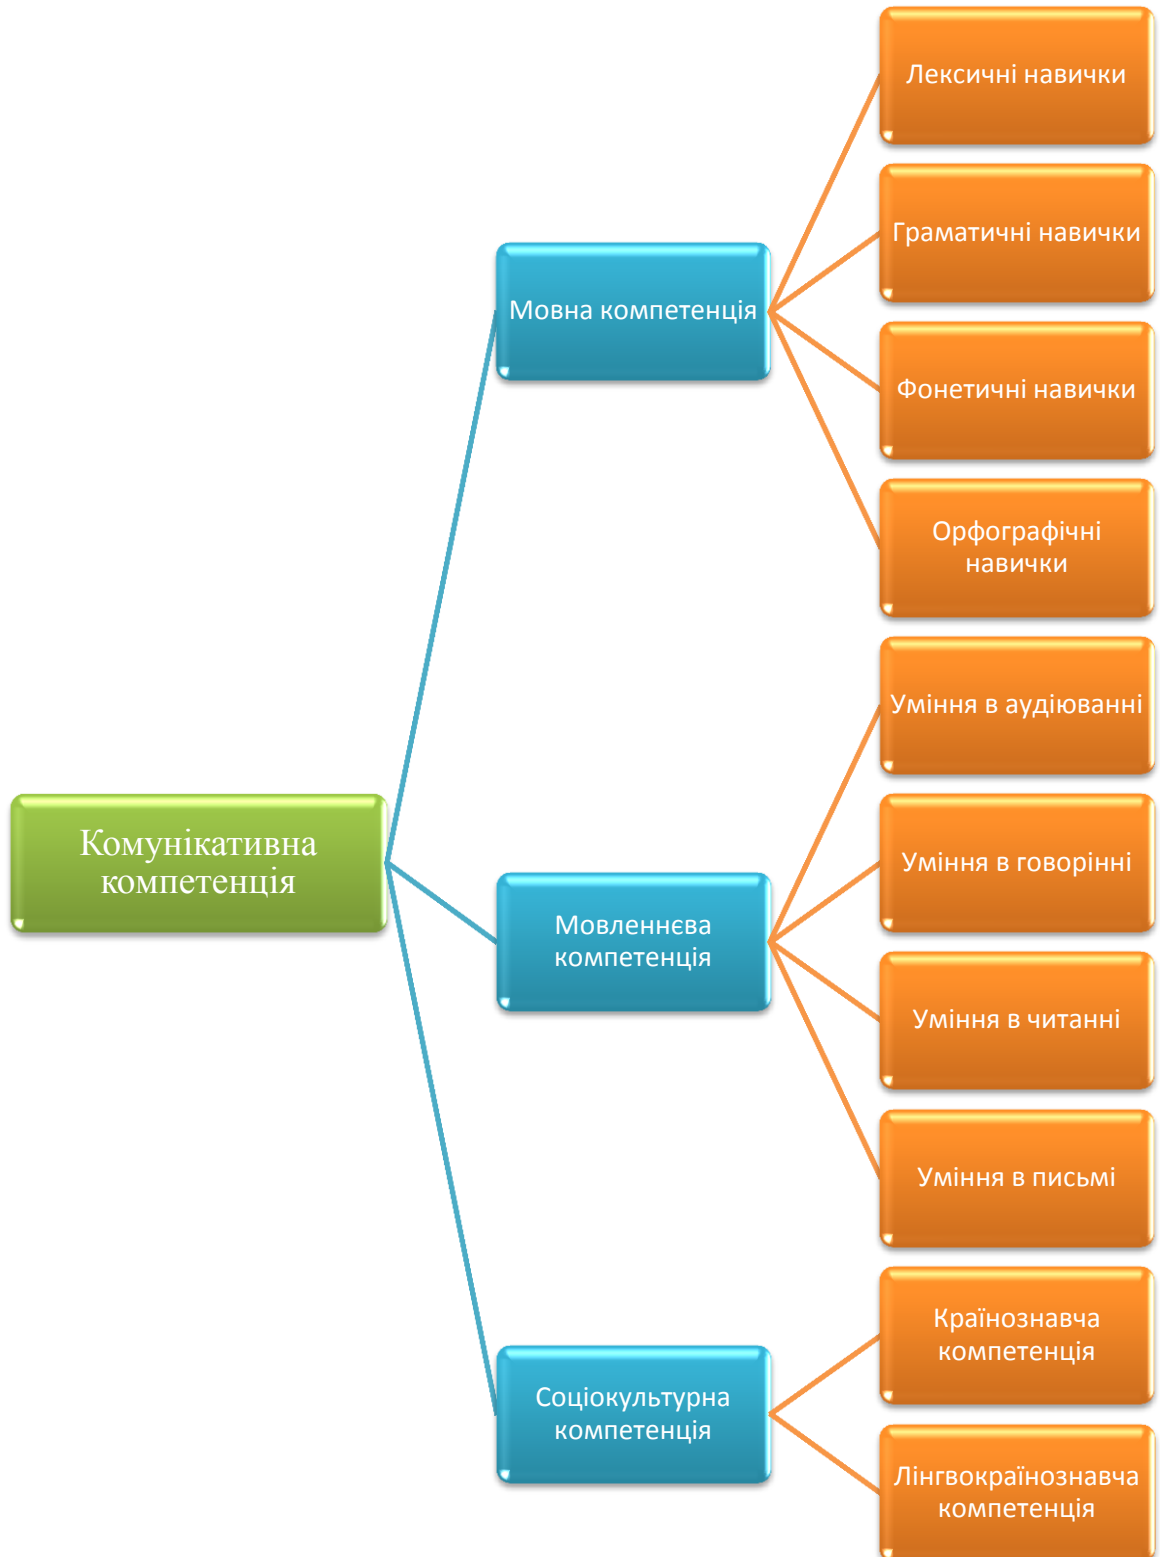 Лексичні навички
Граматичні навички
Мовна компетенція
Фонетичні навички
Орфографічні
навички
Уміння в аудіюванні
Комунікативна
компетенція
Уміння в говорінні
Мовленнєва
компетенція
Уміння в читанні
Уміння в письмі
Країнознавча
компетенція
Соціокультурна
компетенція
Лінгвокраїнознавча
компетенція